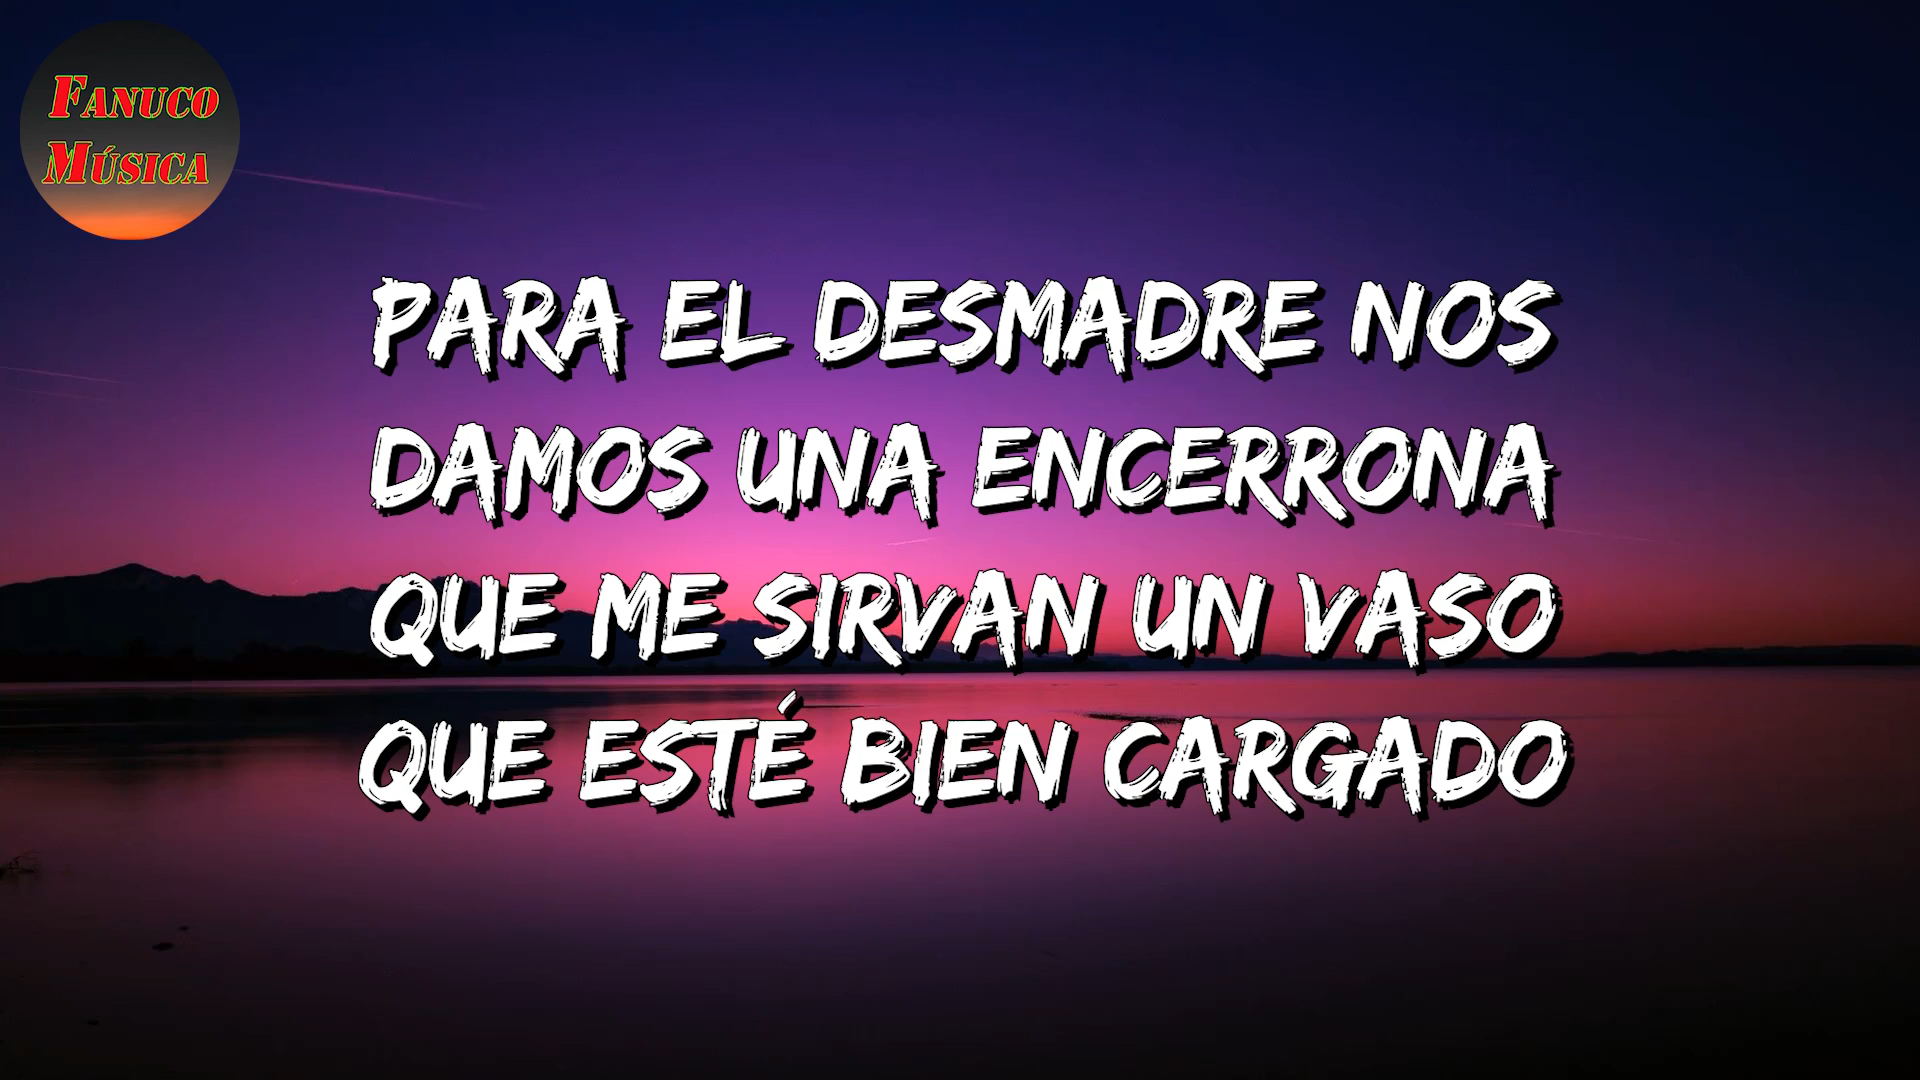 FANUCO
MÚSICA
PARA EL DESMADRE NOS
DAMOS UNA ENCERRONA
QUE ME SIRVAN UN VASO
QUE ESTÉ BIEN CARGADO